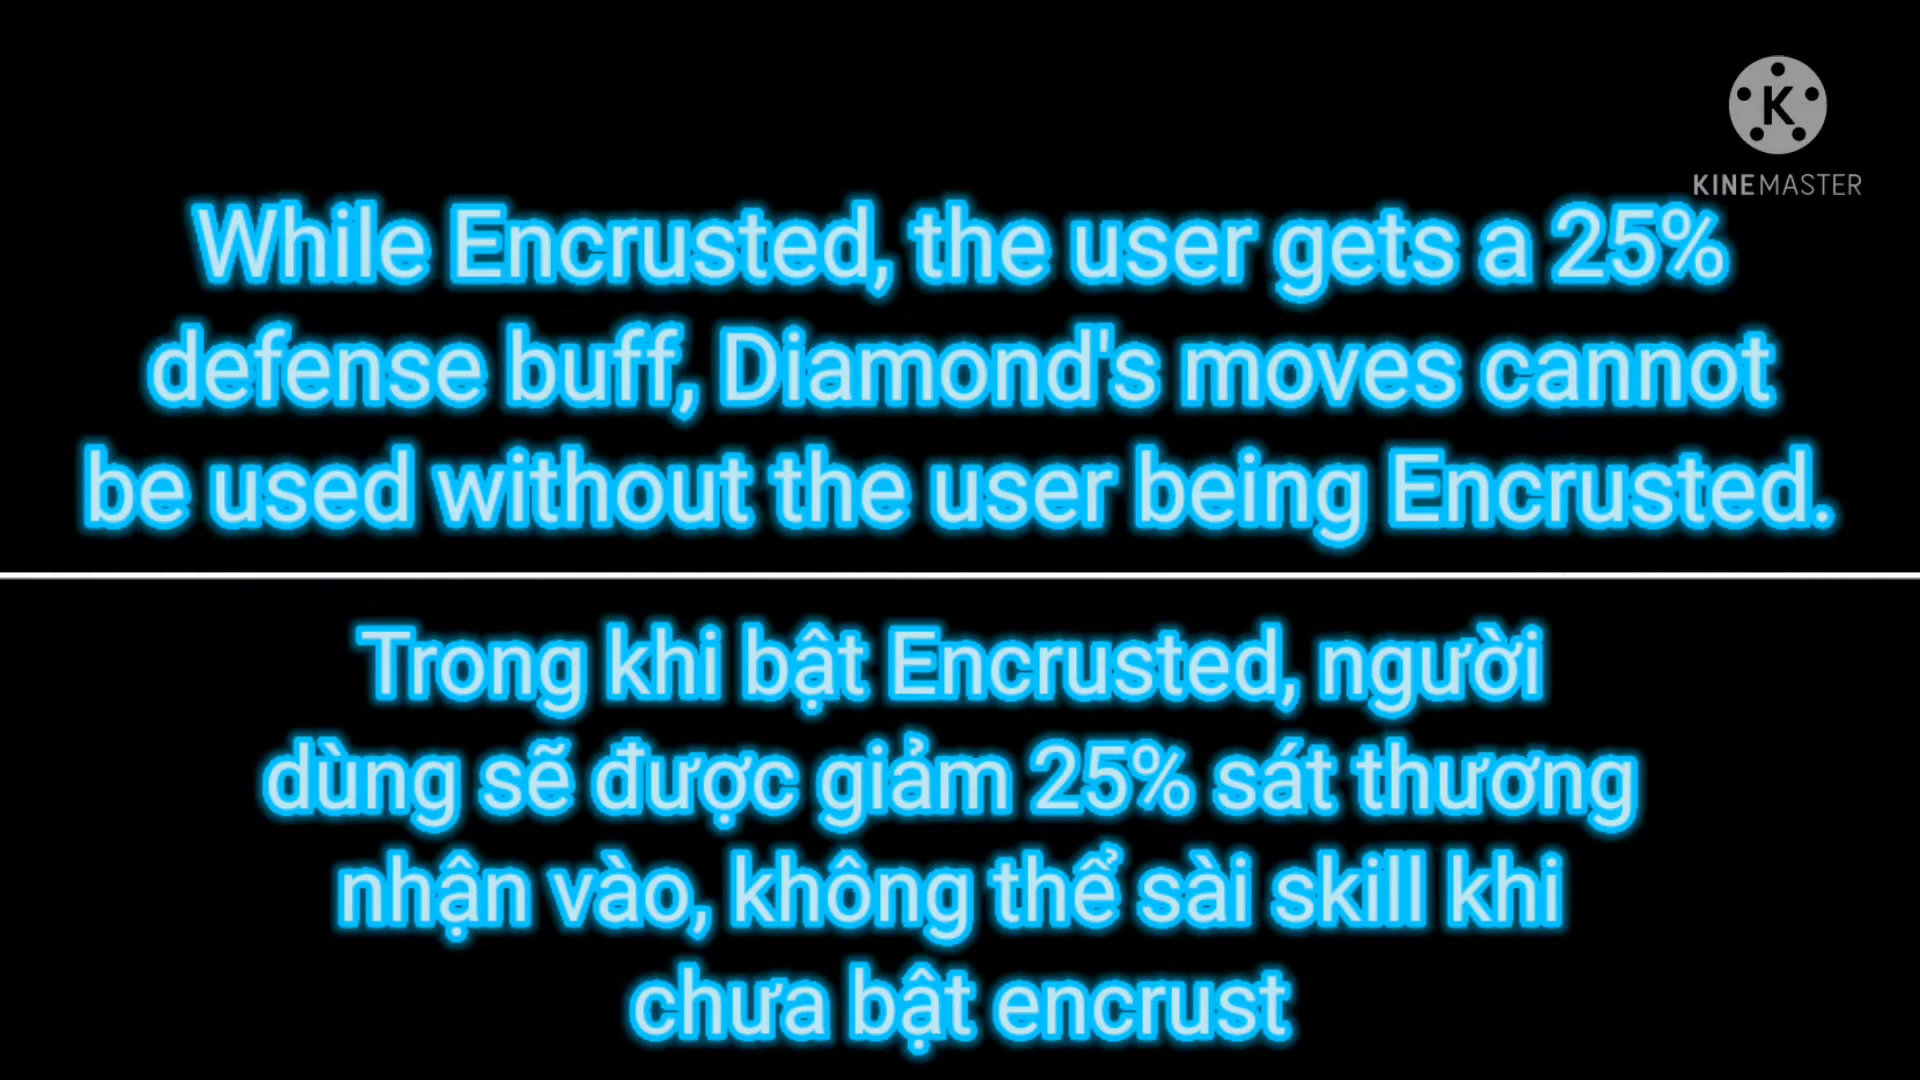 KINEMASTER
While Encrusted, the user gets a 25%
defense buff, Diamond's moves cannot
be used without the user being Encrusted.
Trong khi bật Encrusted, người
dùng sẽ được giảm 25% sát thương
nhận vào, không thể sài skill khi
chưa bật encrust